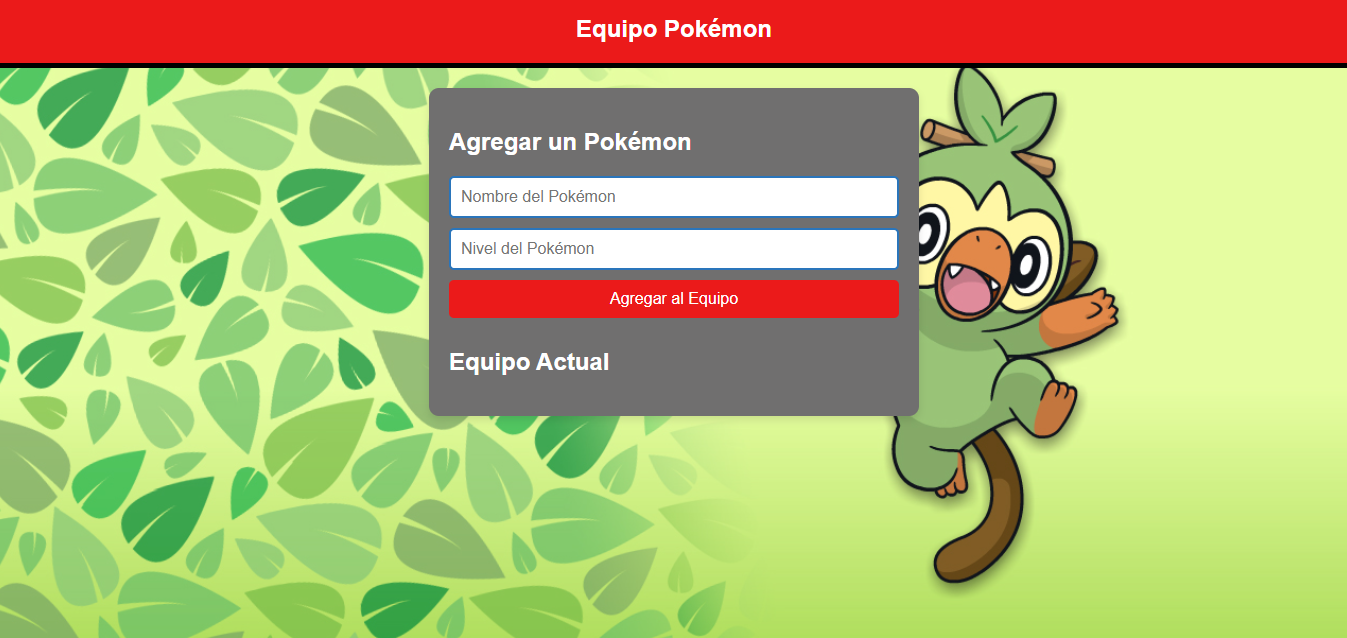 Equipo Pokémon
Agregar un Pokémon
Nombre del Pokémon
Nivel del Pokémon
Agregar al Equipo
Equipo Actual